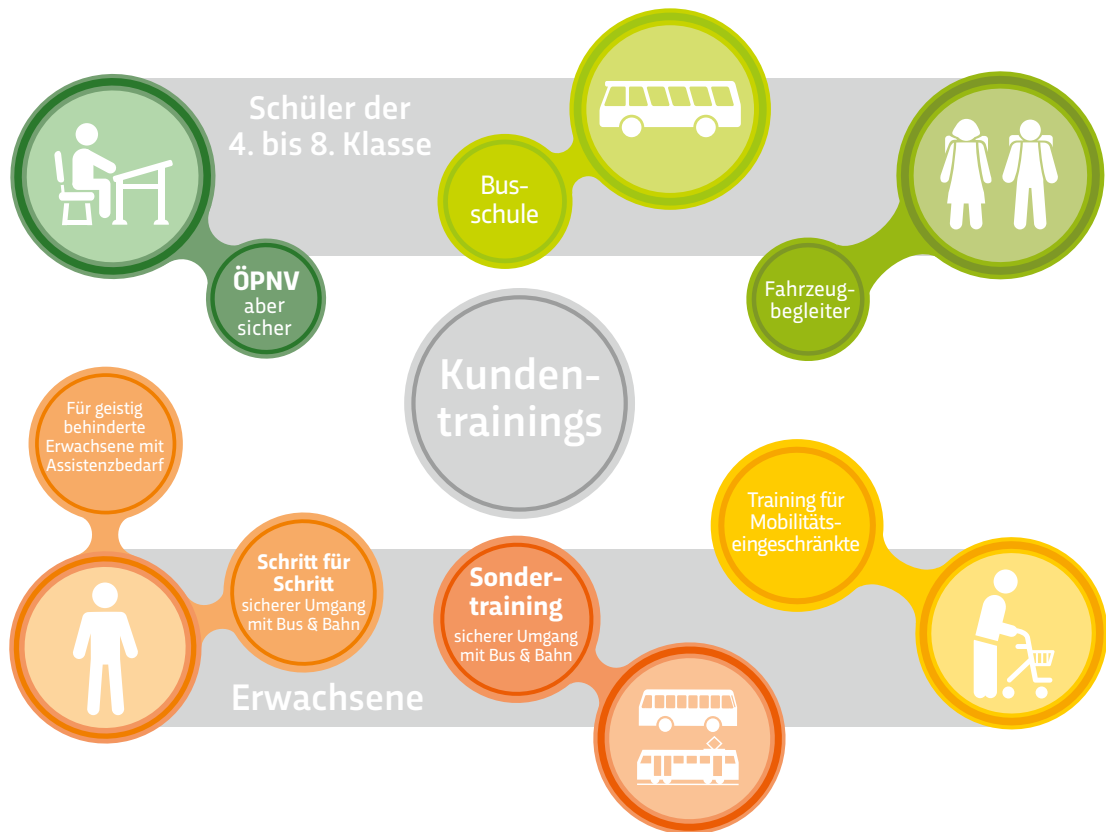 Schüler der
4. bis 8. Klasse
Bus-
schule
ÖPNV
aber
sicher
Fahrzeug-
begleiter
Kunden-
trainings
Für geistig
behinderte
Erwachsene mit
Assistenzbedarf
Schritt für
Schritt
sicherer Umgang
mit Bus & Bahn
Sonder-
training
sicherer Umgang
mit Bus & Bahn
Training für
Mobilitäts-
eingeschränkte
Erwachsene